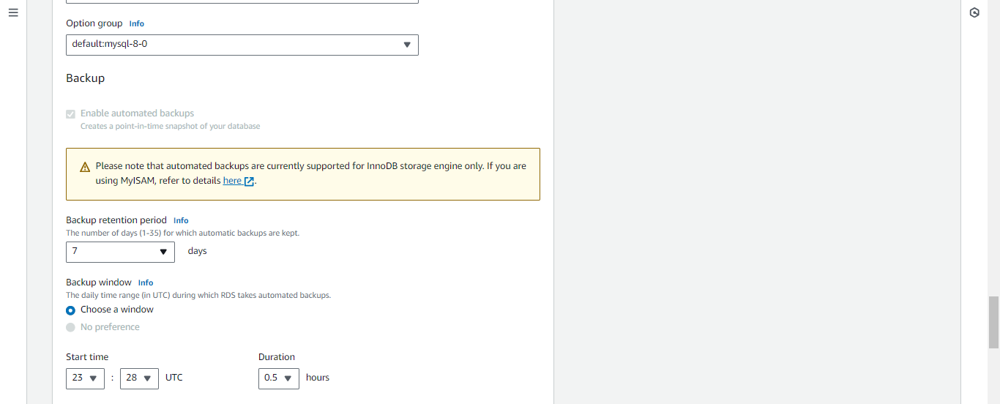 Option group Info
default:mysql-8-0
Backup
Enable automated backups
Creates a point-in-time snapshot of your database
Please note that automated backups are currently supported for InnoDB storage engine only. If you are
using MyISAM, refer to details here.
Backup retention period Info
The number of days (1-35) for which automatic backups are kept.
7 days
Backup window Info
The daily time range (in UTC) during which RDS takes automated backups.
Choose a window
No preference
Start time Duration
23 : 28 UTC 0.5 hours